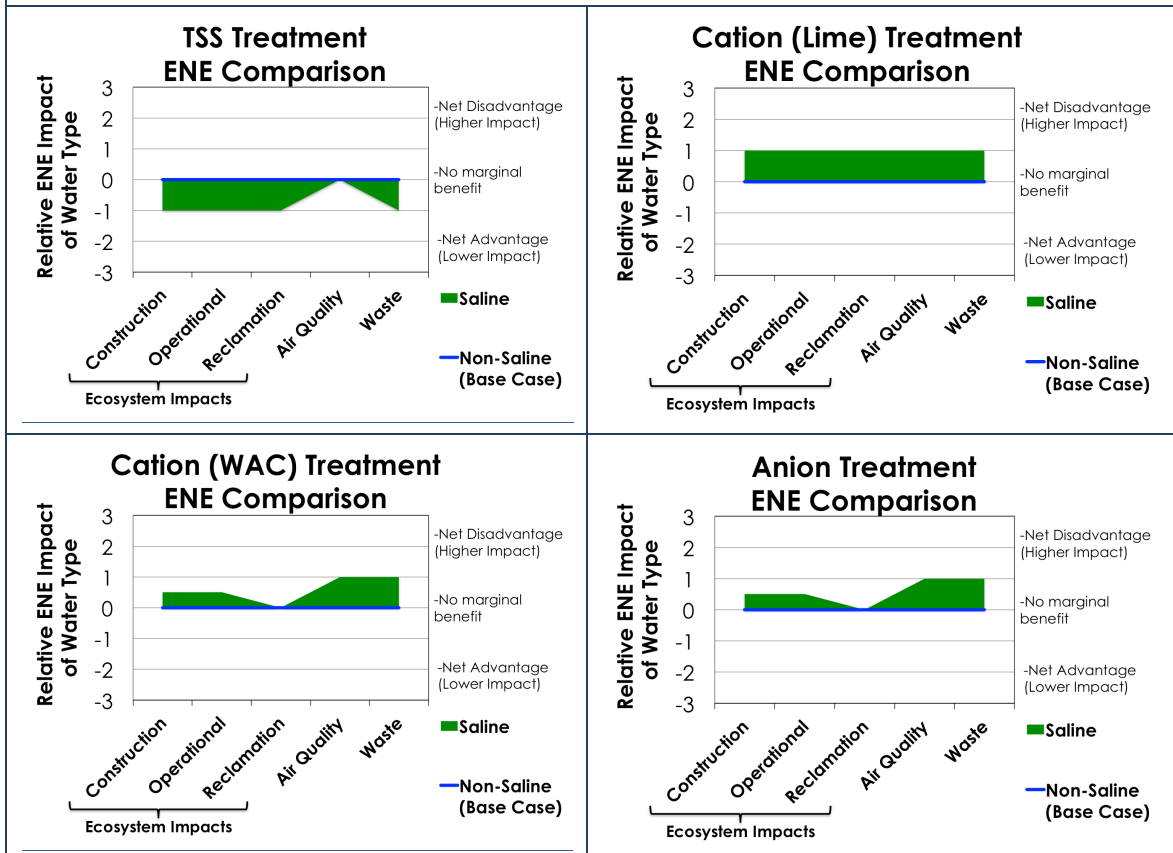 TSS Treatment
ENE Comparison
Relative ENE Impact
of Water Type
3
2
1
0
-1
-2
-3
-Net Disadvantage
(Higher Impact)
-No marginal
benefit
-Net Advantage
(Lower Impact)
Construction
Operational
Reclamation
Air Quality
Waste
Ecosystem Impacts
Saline
Non-Saline
(Base Case)
Cation (Lime) Treatment
ENE Comparison
Relative ENE Impact
of Water Type
3
2
1
0
-1
-2
-3
-Net Disadvantage
(Higher Impact)
-No marginal
benefit
-Net Advantage
(Lower Impact)
Construction
Operational
Reclamation
Air Quality
Waste
Ecosystem Impacts
Saline
Non-Saline
(Base Case)
Cation (WAC) Treatment
ENE Comparison
Relative ENE Impact
of Water Type
3
2
1
0
-1
-2
-3
-Net Disadvantage
(Higher Impact)
-No marginal
benefit
-Net Advantage
(Lower Impact)
Construction
Operational
Reclamation
Air Quality
Waste
Ecosystem Impacts
Saline
Non-Saline
(Base Case)
Anion Treatment
ENE Comparison
Relative ENE Impact
of Water Type
3
2
1
0
-1
-2
-3
-Net Disadvantage
(Higher Impact)
-No marginal
benefit
-Net Advantage
(Lower Impact)
Construction
Operational
Reclamation
Air Quality
Waste
Ecosystem Impacts
Saline
Non-Saline
(Base Case)